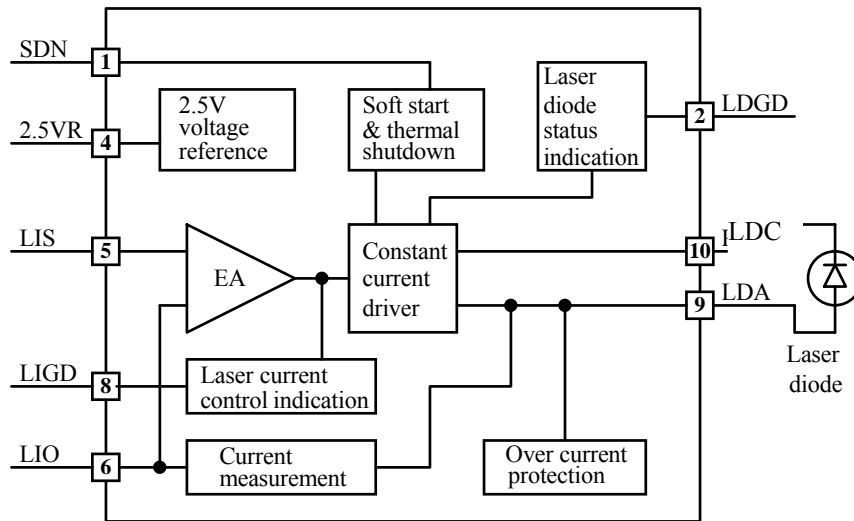 SDN
1
2.5V
voltage
reference
Soft start
& thermal
shutdown
Laser
diode
status
indication
2
LDGD
2.5VR
4
LIS
5
EA
Constant
current
driver
10
LDC
9
LDA
Laser
diode
LIGD
8
Laser current
control indication
LIO
6
Current
measurement
Over current
protection